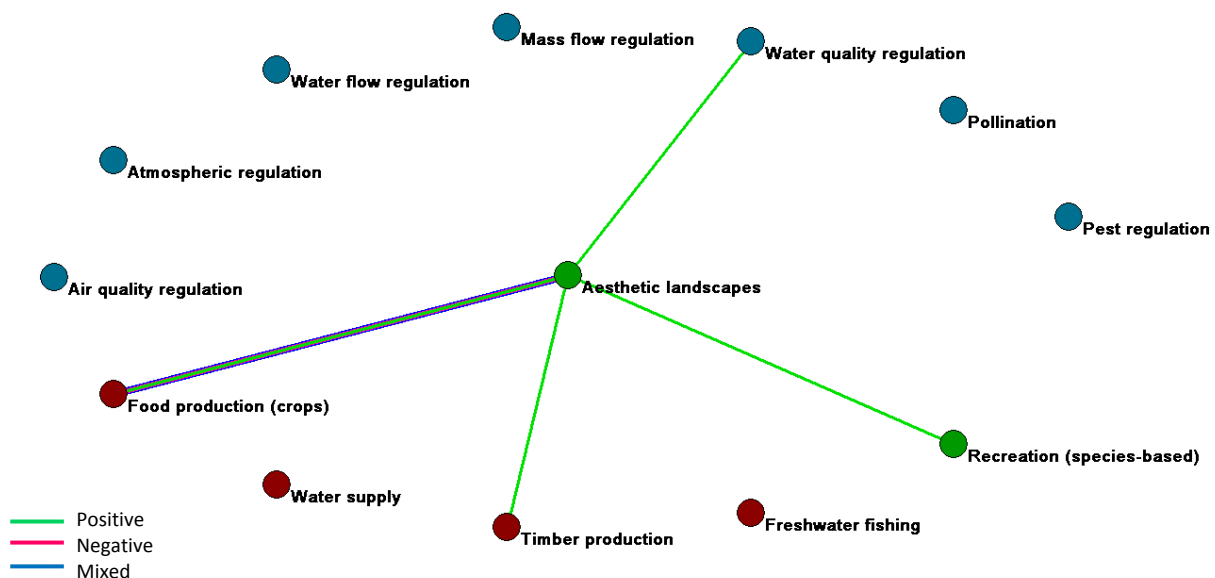 Mass flow regulation
Water quality regulation
Water flow regulation
Pollination
Atmospheric regulation
Pest regulation
Aesthetic landscapes
Air quality regulation
Food production (crops)
Recreation (species-based)
Water supply
Freshwater fishing
Timber production
Positive
Negative
Mixed